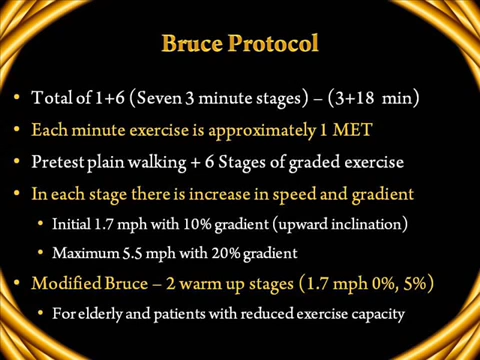 Bruce Protocol
• Total of 1+6 (Seven 3 minute stages) – (3+18 min)
• Each minute exercise is approximately 1 MET
• Pretest plain walking + 6 Stages of graded exercise
• In each stage there is increase in speed and gradient
• Initial 1.7 mph with 10% gradient (upward inclination)
• Maximum 5.5 mph with 20% gradient
• Modified Bruce – 2 warm up stages (1.7 mph 0%, 5%)
• For elderly and patients with reduced exercise capacity